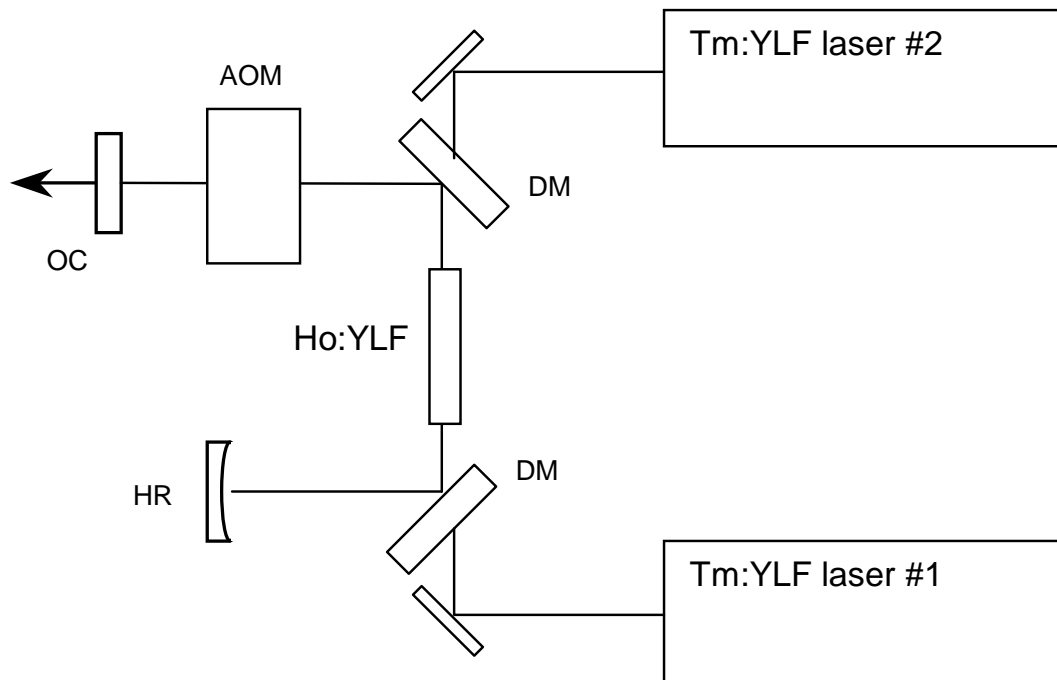 Tm:YLF laser #2
AOM
DM
OC
Ho:YLF
DM
HR
Tm:YLF laser #1